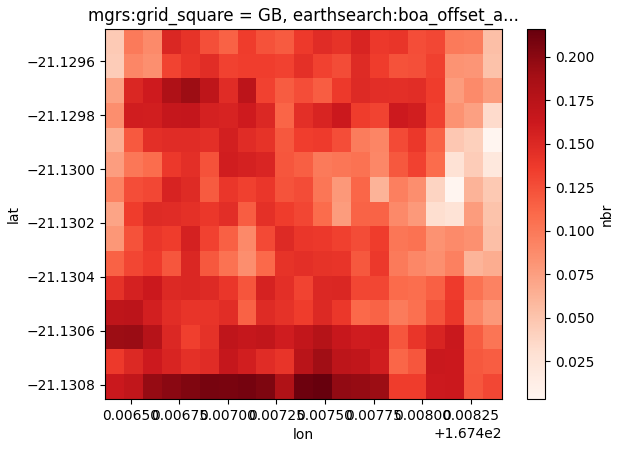 mgrs:grid_square = GB, earthsearch:boa_offset_a...
−21.1296
−21.1298
−21.1300
−21.1302
−21.1304
−21.1306
−21.1308
lat
0.00650 0.00675 0.00700 0.00725 0.00750 0.00775 0.00800 0.00825
lon
+1.674e2
0.200
0.175
0.150
0.125
0.100
0.075
0.050
0.025
nbr